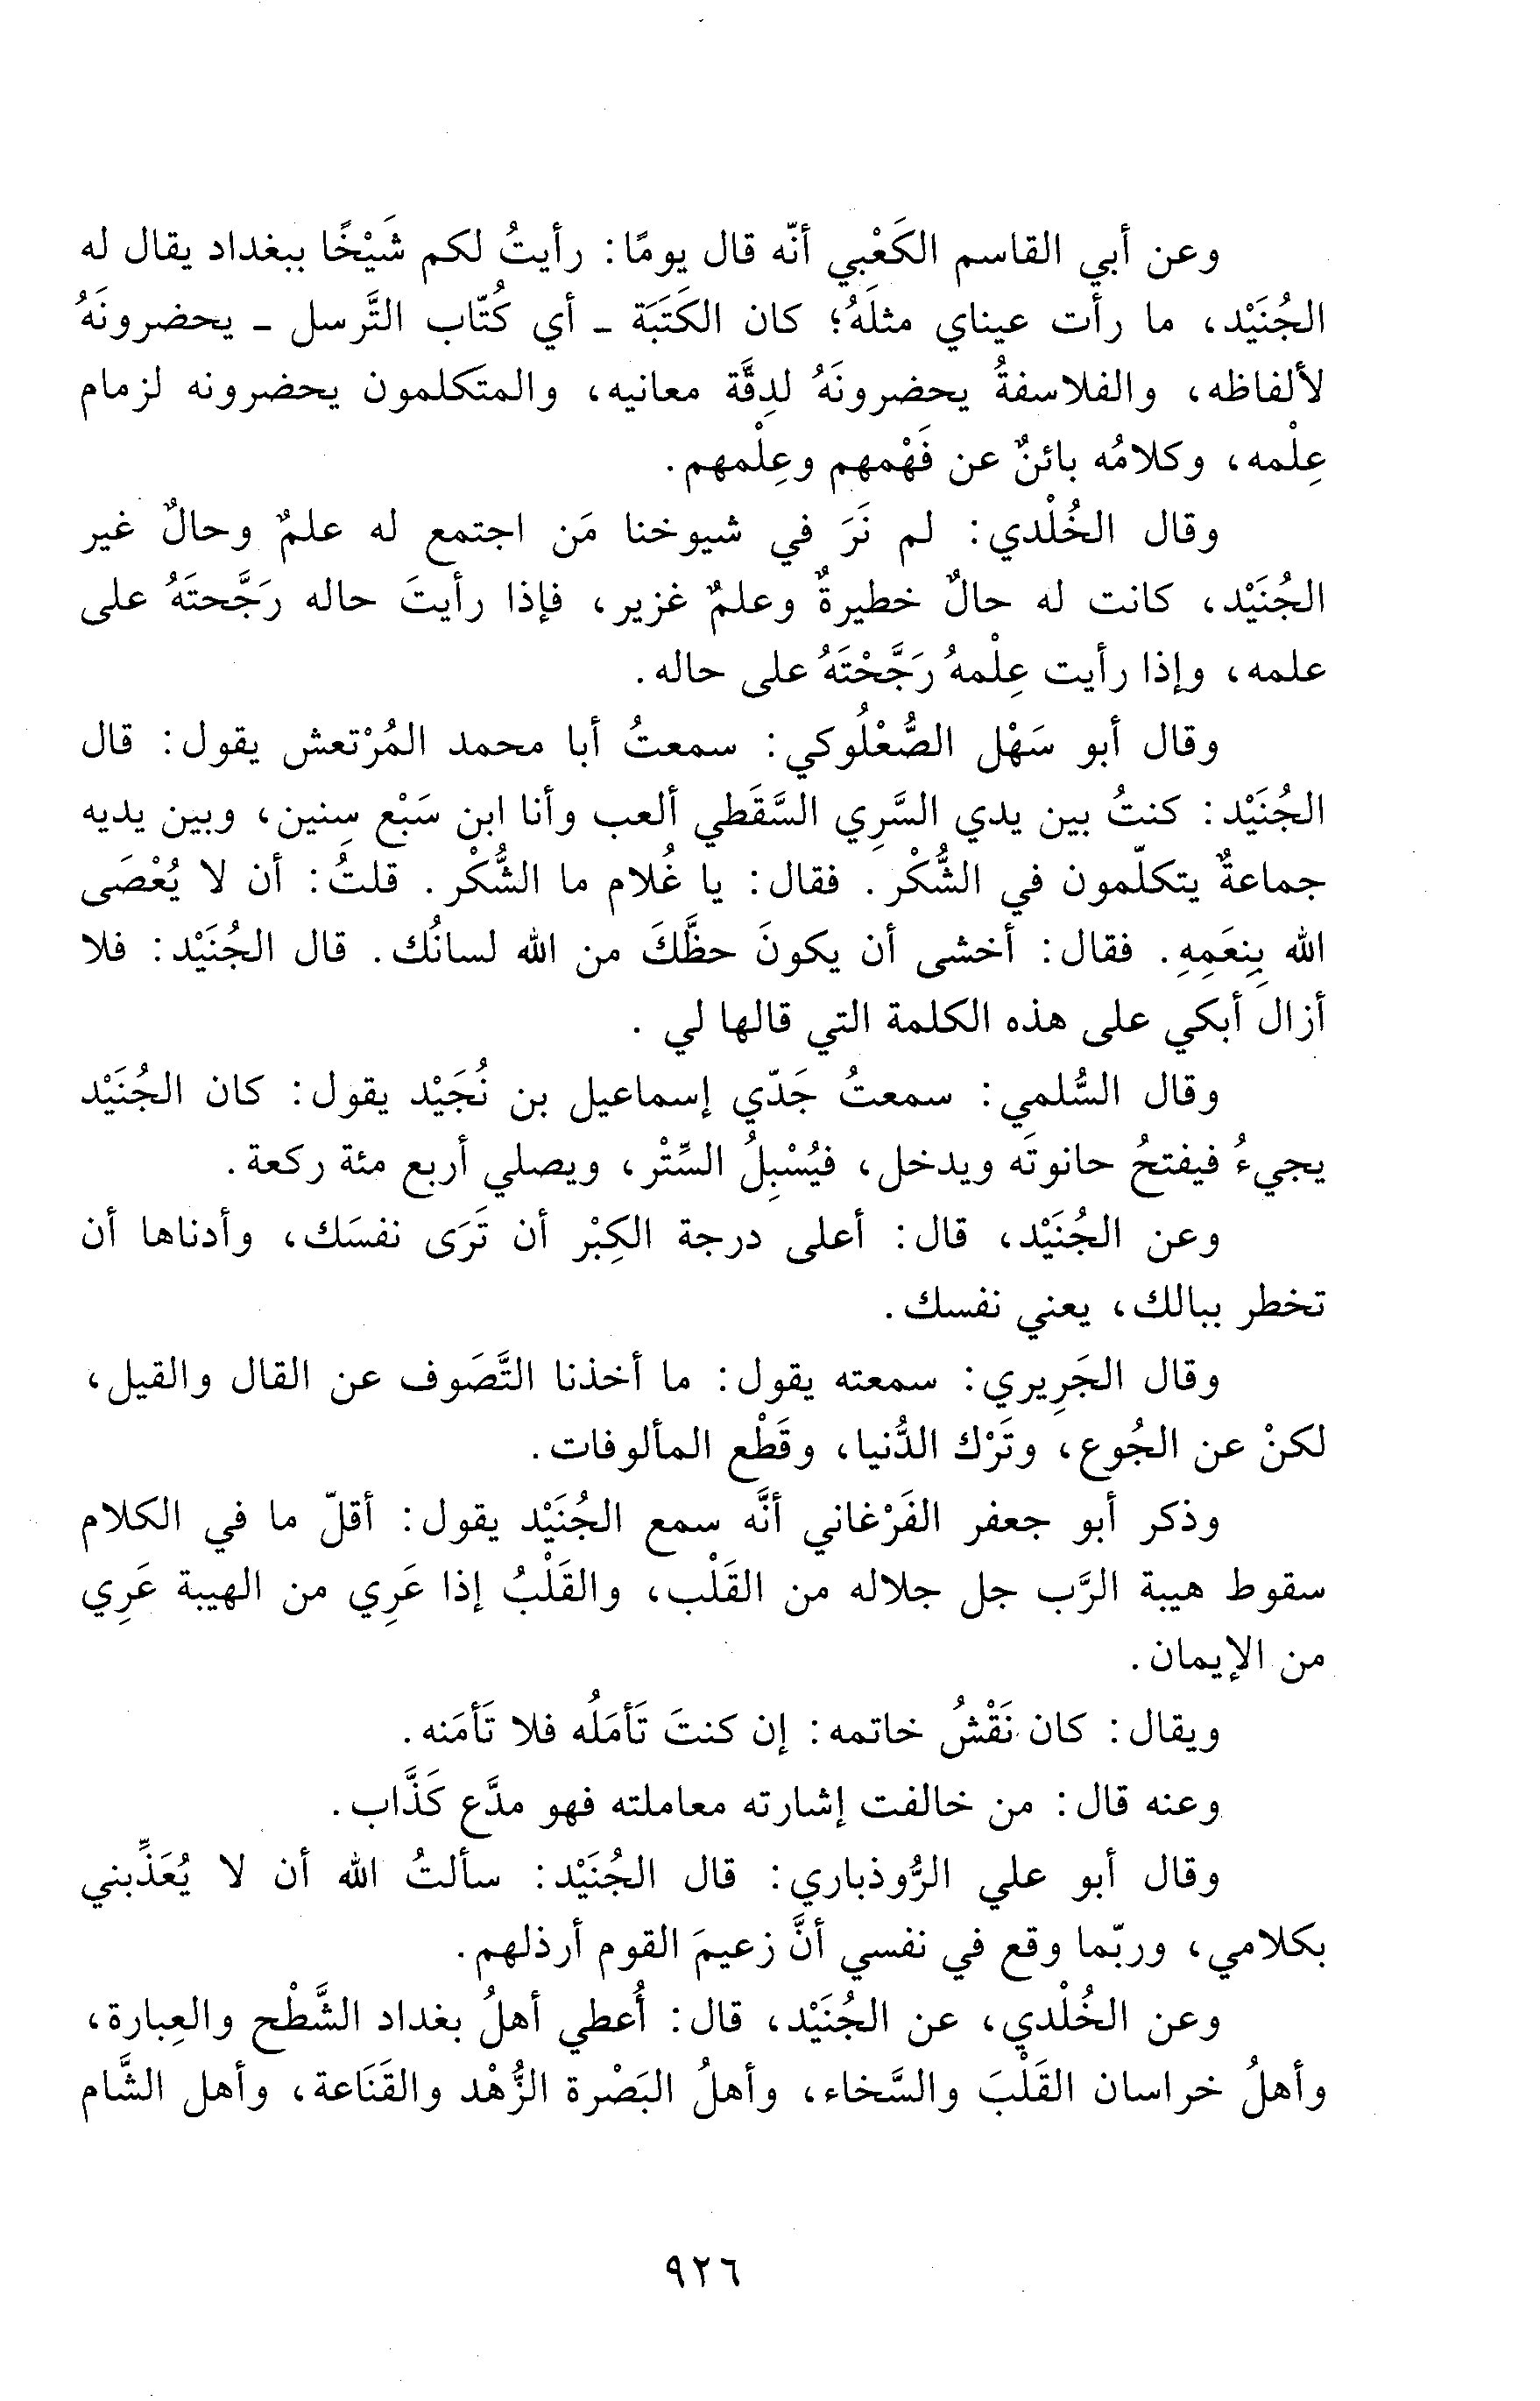 وعن أبي القاسم الكَعْبي أنّه قال يومًا: رأيتُ لكم شَيْخًا ببغداد يقال له
الجُنَيْد، ما رأت عيناي مثلَهُ؛ كان الكَتَبَة - أي كُتّاب التَّرسل - يحضرونَهُ
لألفاظه، والفلاسفةُ يحضرونَهُ لدِقَّة معانيه، والمتكلمون يحضرونه لزمام
عِلْمه، وكلامُه بائنٌ عن فَهْمهم وعِلْمهم.
وقال الخُلْدي: لم نَرَ في شيوخنا مَن اجتمع له علمٌ وحالٌ غير
الجُنَيْد، كانت له حالٌ خطيرةٌ وعلمٌ غزير، فإذا رأيتَ حاله رَجَّحتَهُ على
علمه، وإذا رأيت عِلْمهُ رَجَّحْتَهُ على حاله.
وقال أبو سَهْل الصُّعْلُوكي: سمعتُ أبا محمد المُرْتعش يقول: قال
الجُنَيْد: كنتُ بين يدي السَّرِي السَّقَطي ألعب وأنا ابن سَبْع سِنين، وبين يديه
جماعةٌ يتكلّمون في الشُّكْر. فقال: يا غُلام ما الشُّكْر. قلتُ: أن لا يُعْصَى
الله بِنِعَمِهِ. فقال: أخشى أن يكونَ حظَّكَ من الله لسانُك. قال الجُنَيْد: فلا
أزال أبكي على هذه الكلمة التي قالها لي.
وقال السُّلمي: سمعتُ جَدّي إسماعيل بن نُجَيْد يقول: كان الجُنَيْد
يجيءُ فيفتحُ حانوتَه ويدخل، فيُسْبِلُ السِّتْر، ويصلي أربع مئة ركعة.
وعن الجُنَيْد، قال: أعلى درجة الكِبْر أن تَرَى نفسَك، وأدناها أن
تخطر ببالك، يعني نفسك.
وقال الجَرِيري: سمعته يقول: ما أخذنا التَّصَوف عن القال والقيل،
لكنْ عن الجُوع، وتَرْك الدُّنيا، وقَطْع المألوفات.
وذكر أبو جعفر الفَرْغاني أنَّه سمع الجُنَيْد يقول: أقلّ ما في الكلام
سقوط هيبة الرَّب جل جلاله من القَلْب، والقَلْبُ إذا عَرِي من الهيبة عَرِي
من الإيمان.
ويقال: كان نَقْشُ خاتمه: إن كنتَ تَأمَلُه فلا تَأمَنه.
وعنه قال: من خالفت إشارته معاملته فهو مدَّع كَذَّاب.
وقال أبو علي الرُّوذباري: قال الجُنَيْد: سألتُ الله أن لا يُعَذِّبني
بكلامي، وربّما وقع في نفسي أنَّ زعيمَ القوم أرذلهم.
وعن الخُلْدي، عن الجُنَيْد، قال: أُعطي أهلُ بغداد الشَّطْح والعِبارة،
وأهلُ خراسان القَلْبَ والسَّخاء، وأهلُ البَصْرة الزُّهْد والقَنَاعة، وأهل الشَّام
٩٢٦